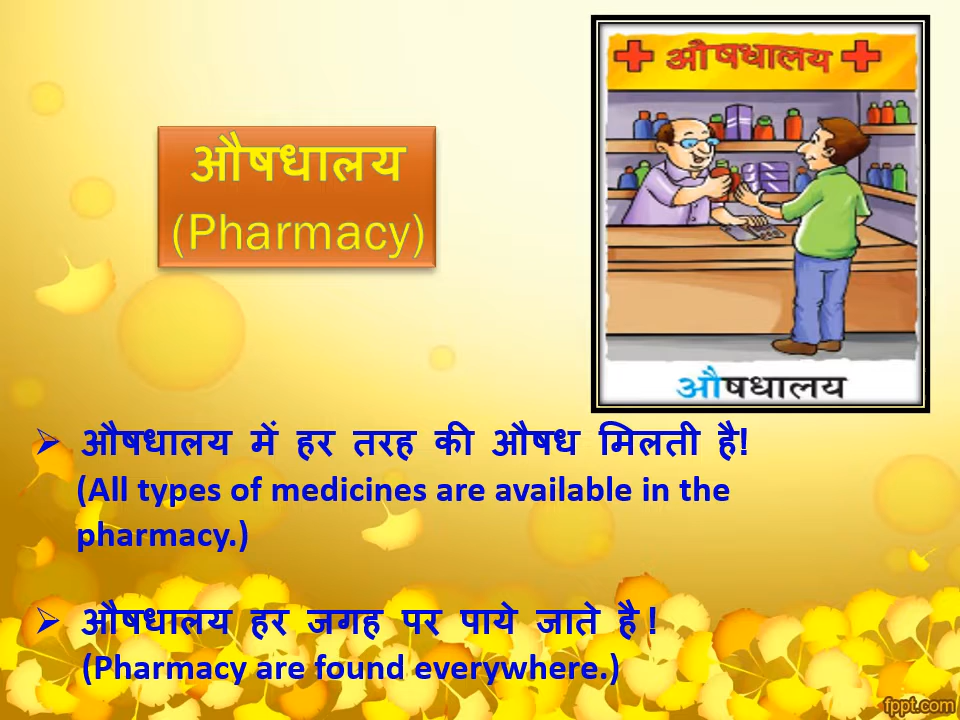 औषधालय
औषधालय
(Pharmacy)
औषधालय
➢ औषधालय में हर तरह की औषध मिलती है!
(All types of medicines are available in the
pharmacy.)
➢ औषधालय हर जगह पर पाये जाते है !
(Pharmacy are found everywhere.)
fppt.com